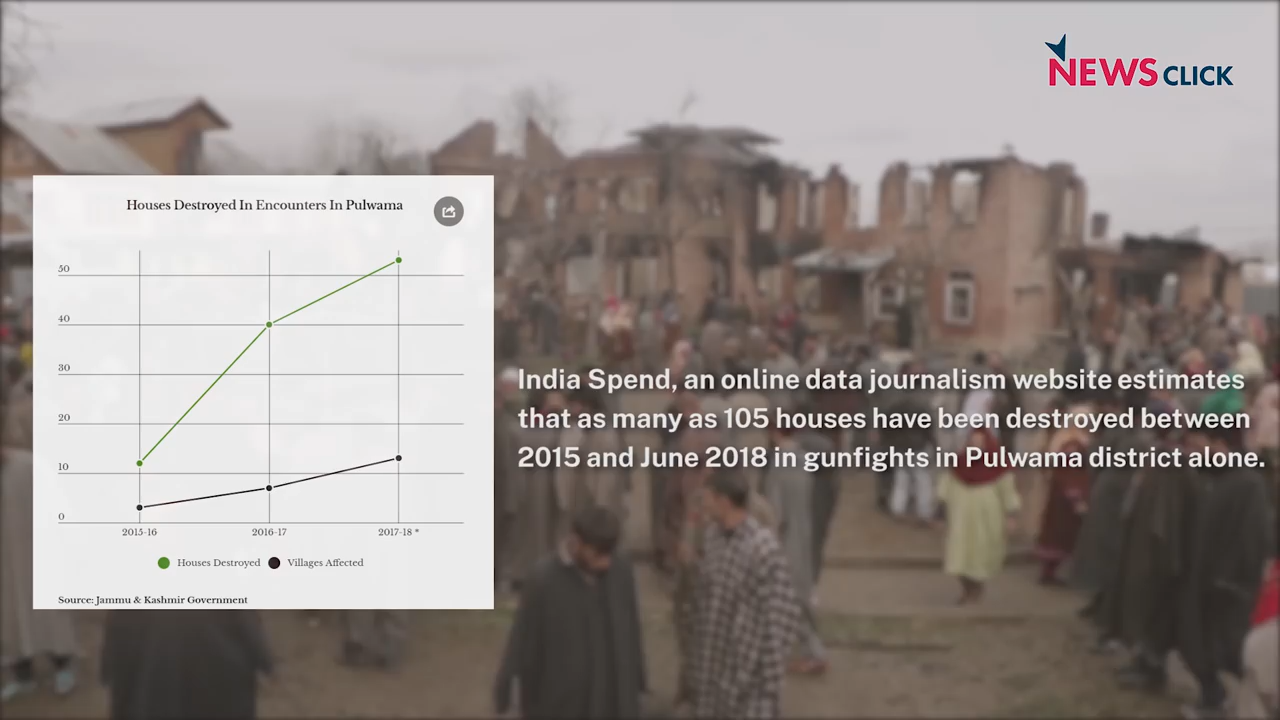 NEWS CLICK
Houses Destroyed In Encounters In Pulwama
50
40
30
20
10
0
2015-16 2016-17 2017-18 *
Houses Destroyed Villages Affected
Source: Jammu & Kashmir Government
India Spend, an online data journalism website estimates
that as many as 105 houses have been destroyed between
2015 and June 2018 in gunfights in Pulwama district alone.